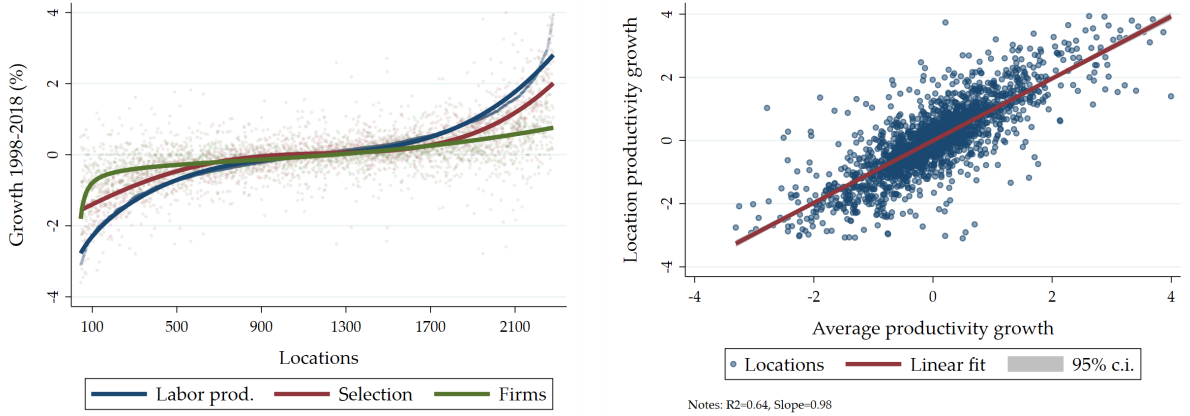 Growth 1998-2018 (%)
4
2
0
-2
-4
100 500 900 1300 1700 2100
Locations
Labor prod. Selection Firms
Location productivity growth
4
2
0
-2
-4
-4 -2 0 2 4
Average productivity growth
Locations Linear fit 95% c.i.
Notes: R2=0.64, Slope=0.98